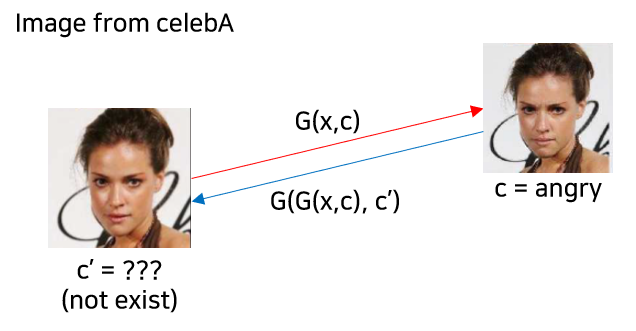 Image from celebA
G(x,c)
G(G(x,c), c’)
c = angry
c’ = ???
(not exist)